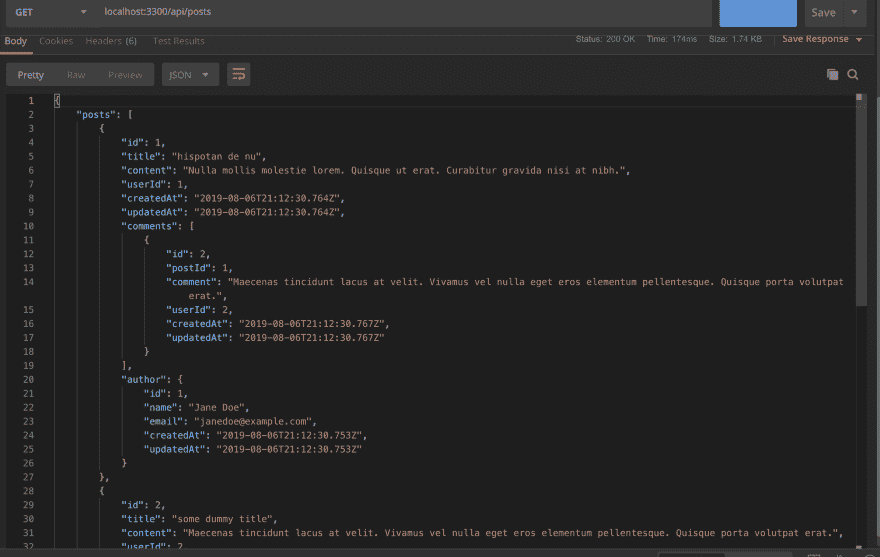 GET localhost:3300/api/posts Save
Body Cookies Headers (6) Test Results Status: 200 OK Time: 174ms Size: 1.74 KB Save Response
Pretty Raw Preview JSON
1 {
2 "posts": [
3 {
4 "id": 1,
5 "title": "hispotan de nu",
6 "content": "Nulla mollis molestie lorem. Quisque ut erat. Curabitur gravida nisi at nibh.",
7 "userId": 1,
8 "createdAt": "2019-08-06T21:12:30.764Z",
9 "updatedAt": "2019-08-06T21:12:30.764Z",
10 "comments": [
11 {
12 "id": 2,
13 "postId": 1,
14 "comment": "Maecenas tincidunt lacus at velit. Vivamus vel nulla eget eros elementum pellentesque. Quisque porta volutpat
erat.",
15 "userId": 2,
16 "createdAt": "2019-08-06T21:12:30.767Z",
17 "updatedAt": "2019-08-06T21:12:30.767Z"
18 }
19 ],
20 "author": {
21 "id": 1,
22 "name": "Jane Doe",
23 "email": "janedoe@example.com",
24 "createdAt": "2019-08-06T21:12:30.753Z",
25 "updatedAt": "2019-08-06T21:12:30.753Z"
26 }
27 },
28 {
29 "id": 2,
30 "title": "some dummy title",
31 "content": "Maecenas tincidunt lacus at velit. Vivamus vel nulla eget eros elementum pellentesque. Quisque porta volutpat erat.",
32 "userId": 2